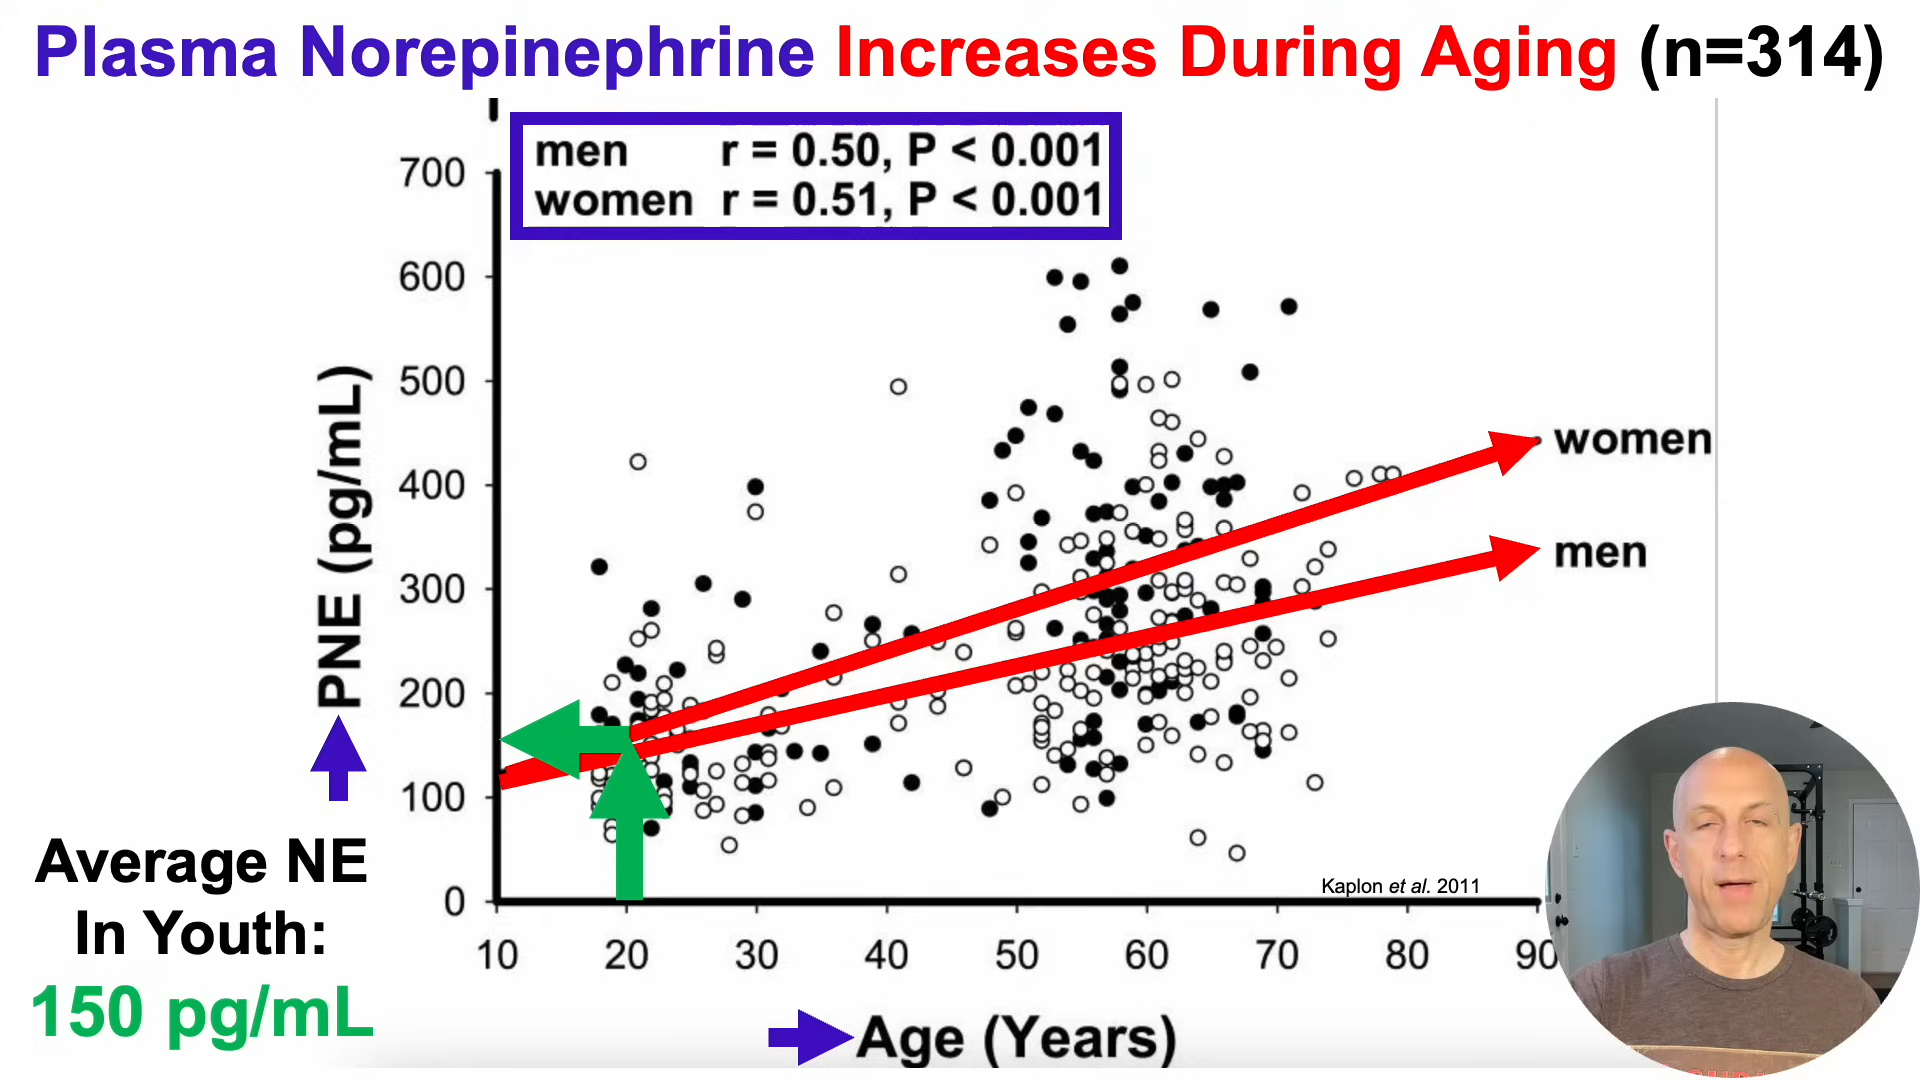 Plasma Norepinephrine Increases During Aging (n=314)
men r = 0.50, P < 0.001
women r = 0.51, P < 0.001
700
600
500
400
300
200
100
0
PNE (pg/mL)
women
men
Average NE
In Youth:
150 pg/mL
Kaplon et al. 2011
10 20 30 40 50 60 70 80 90
Age (Years)